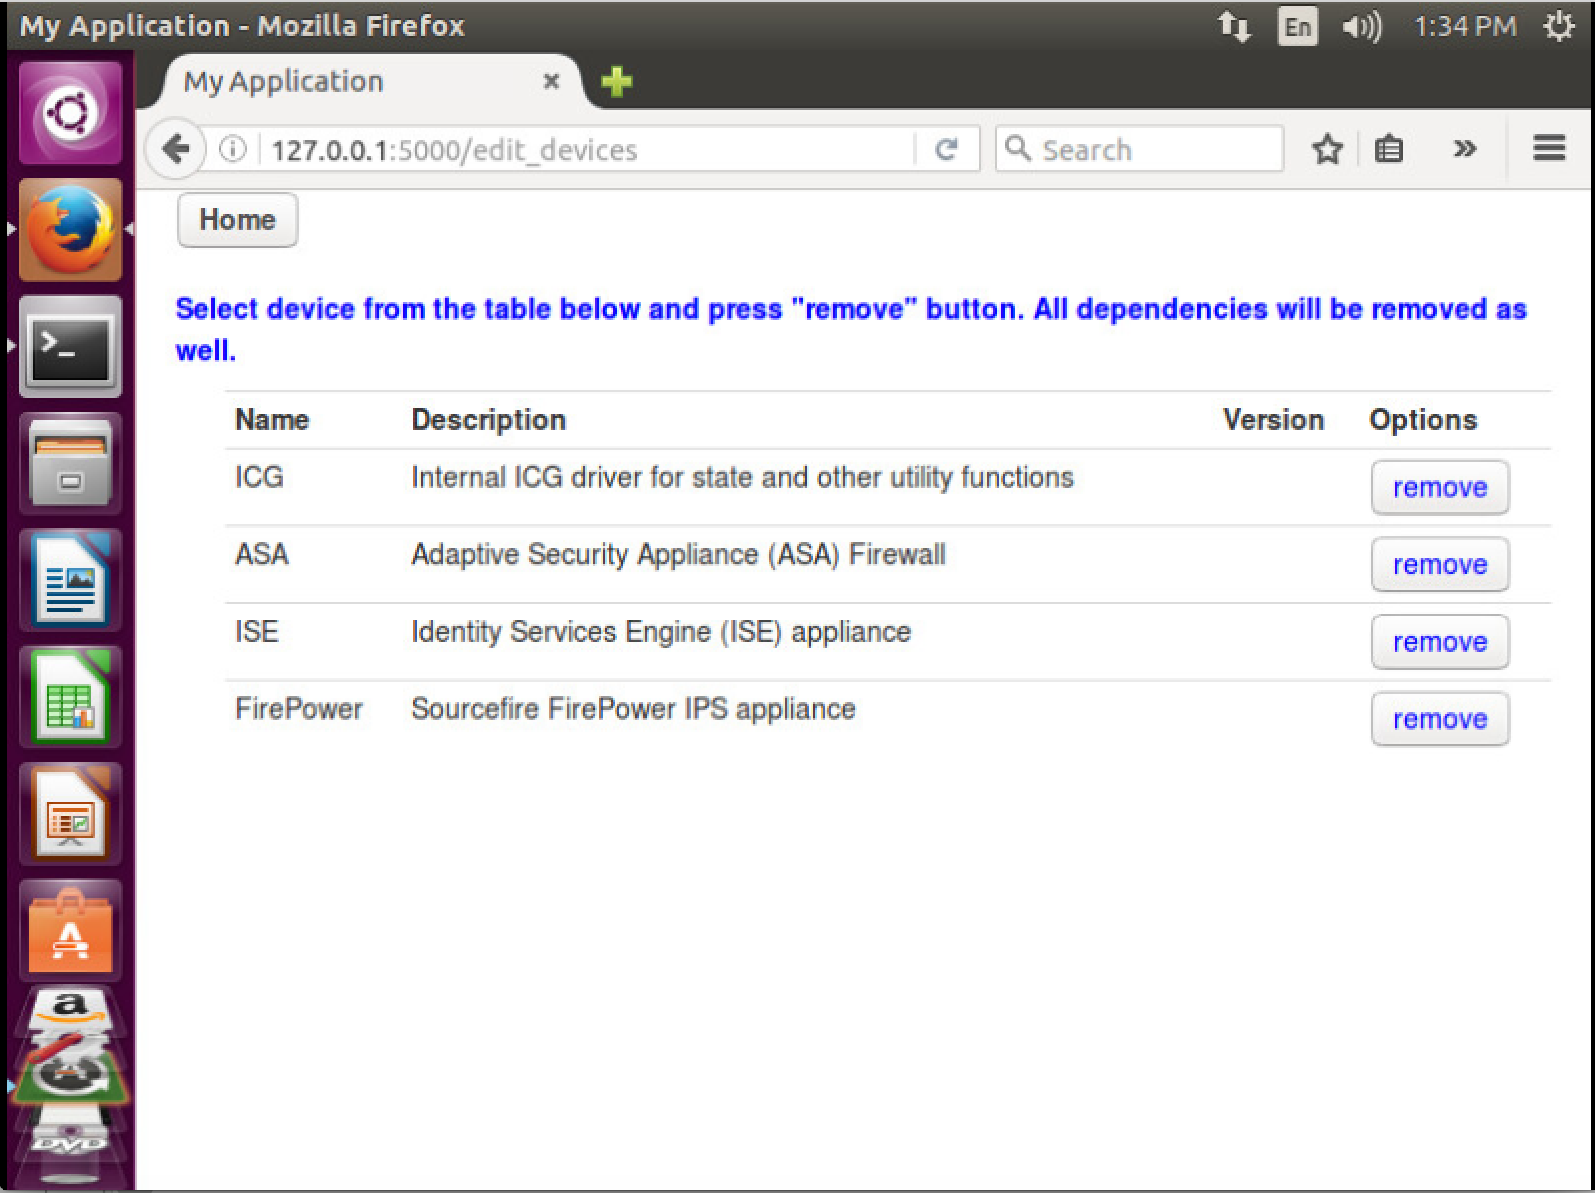 My Application - Mozilla Firefox
En
1:34 PM
My Application
127.0.0.1:5000/edit_devices
Search
Home
Select device from the table below and press "remove" button. All dependencies will be removed as
well.
Name Description Version Options
ICG Internal ICG driver for state and other utility functions remove
ASA Adaptive Security Appliance (ASA) Firewall remove
ISE Identity Services Engine (ISE) appliance remove
FirePower Sourcefire FirePower IPS appliance remove
a
DVD